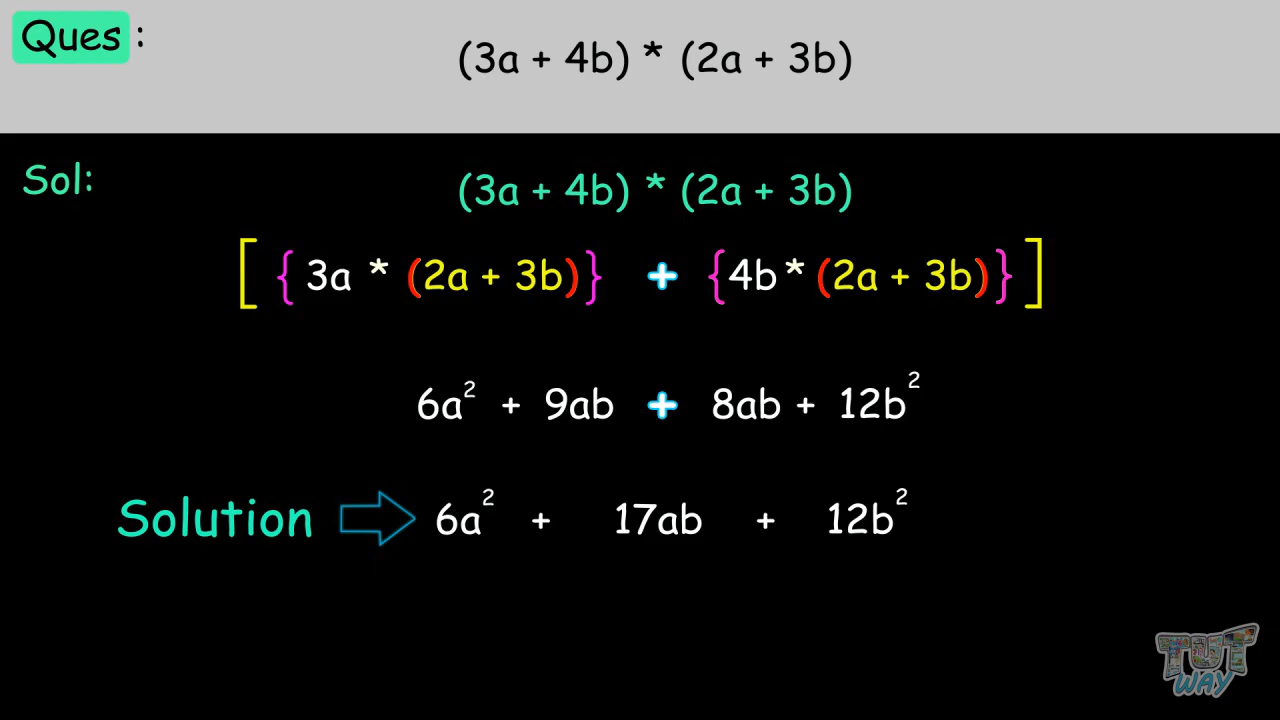 Ques :
(3a + 4b) * (2a + 3b)
Sol:
(3a + 4b) * (2a + 3b)
[ { 3a * (2a + 3b) } + { 4b * (2a + 3b) } ]
6a² + 9ab + 8ab + 12b²
Solution 6a² + 17ab + 12b²
TUT
WAY